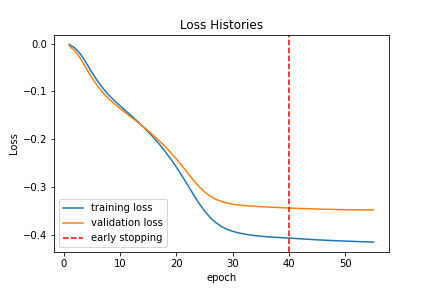 Loss Histories
0.0
−0.1
−0.2
−0.3
−0.4
Loss
training loss
validation loss
early stopping
0 10 20 30 40 50
epoch